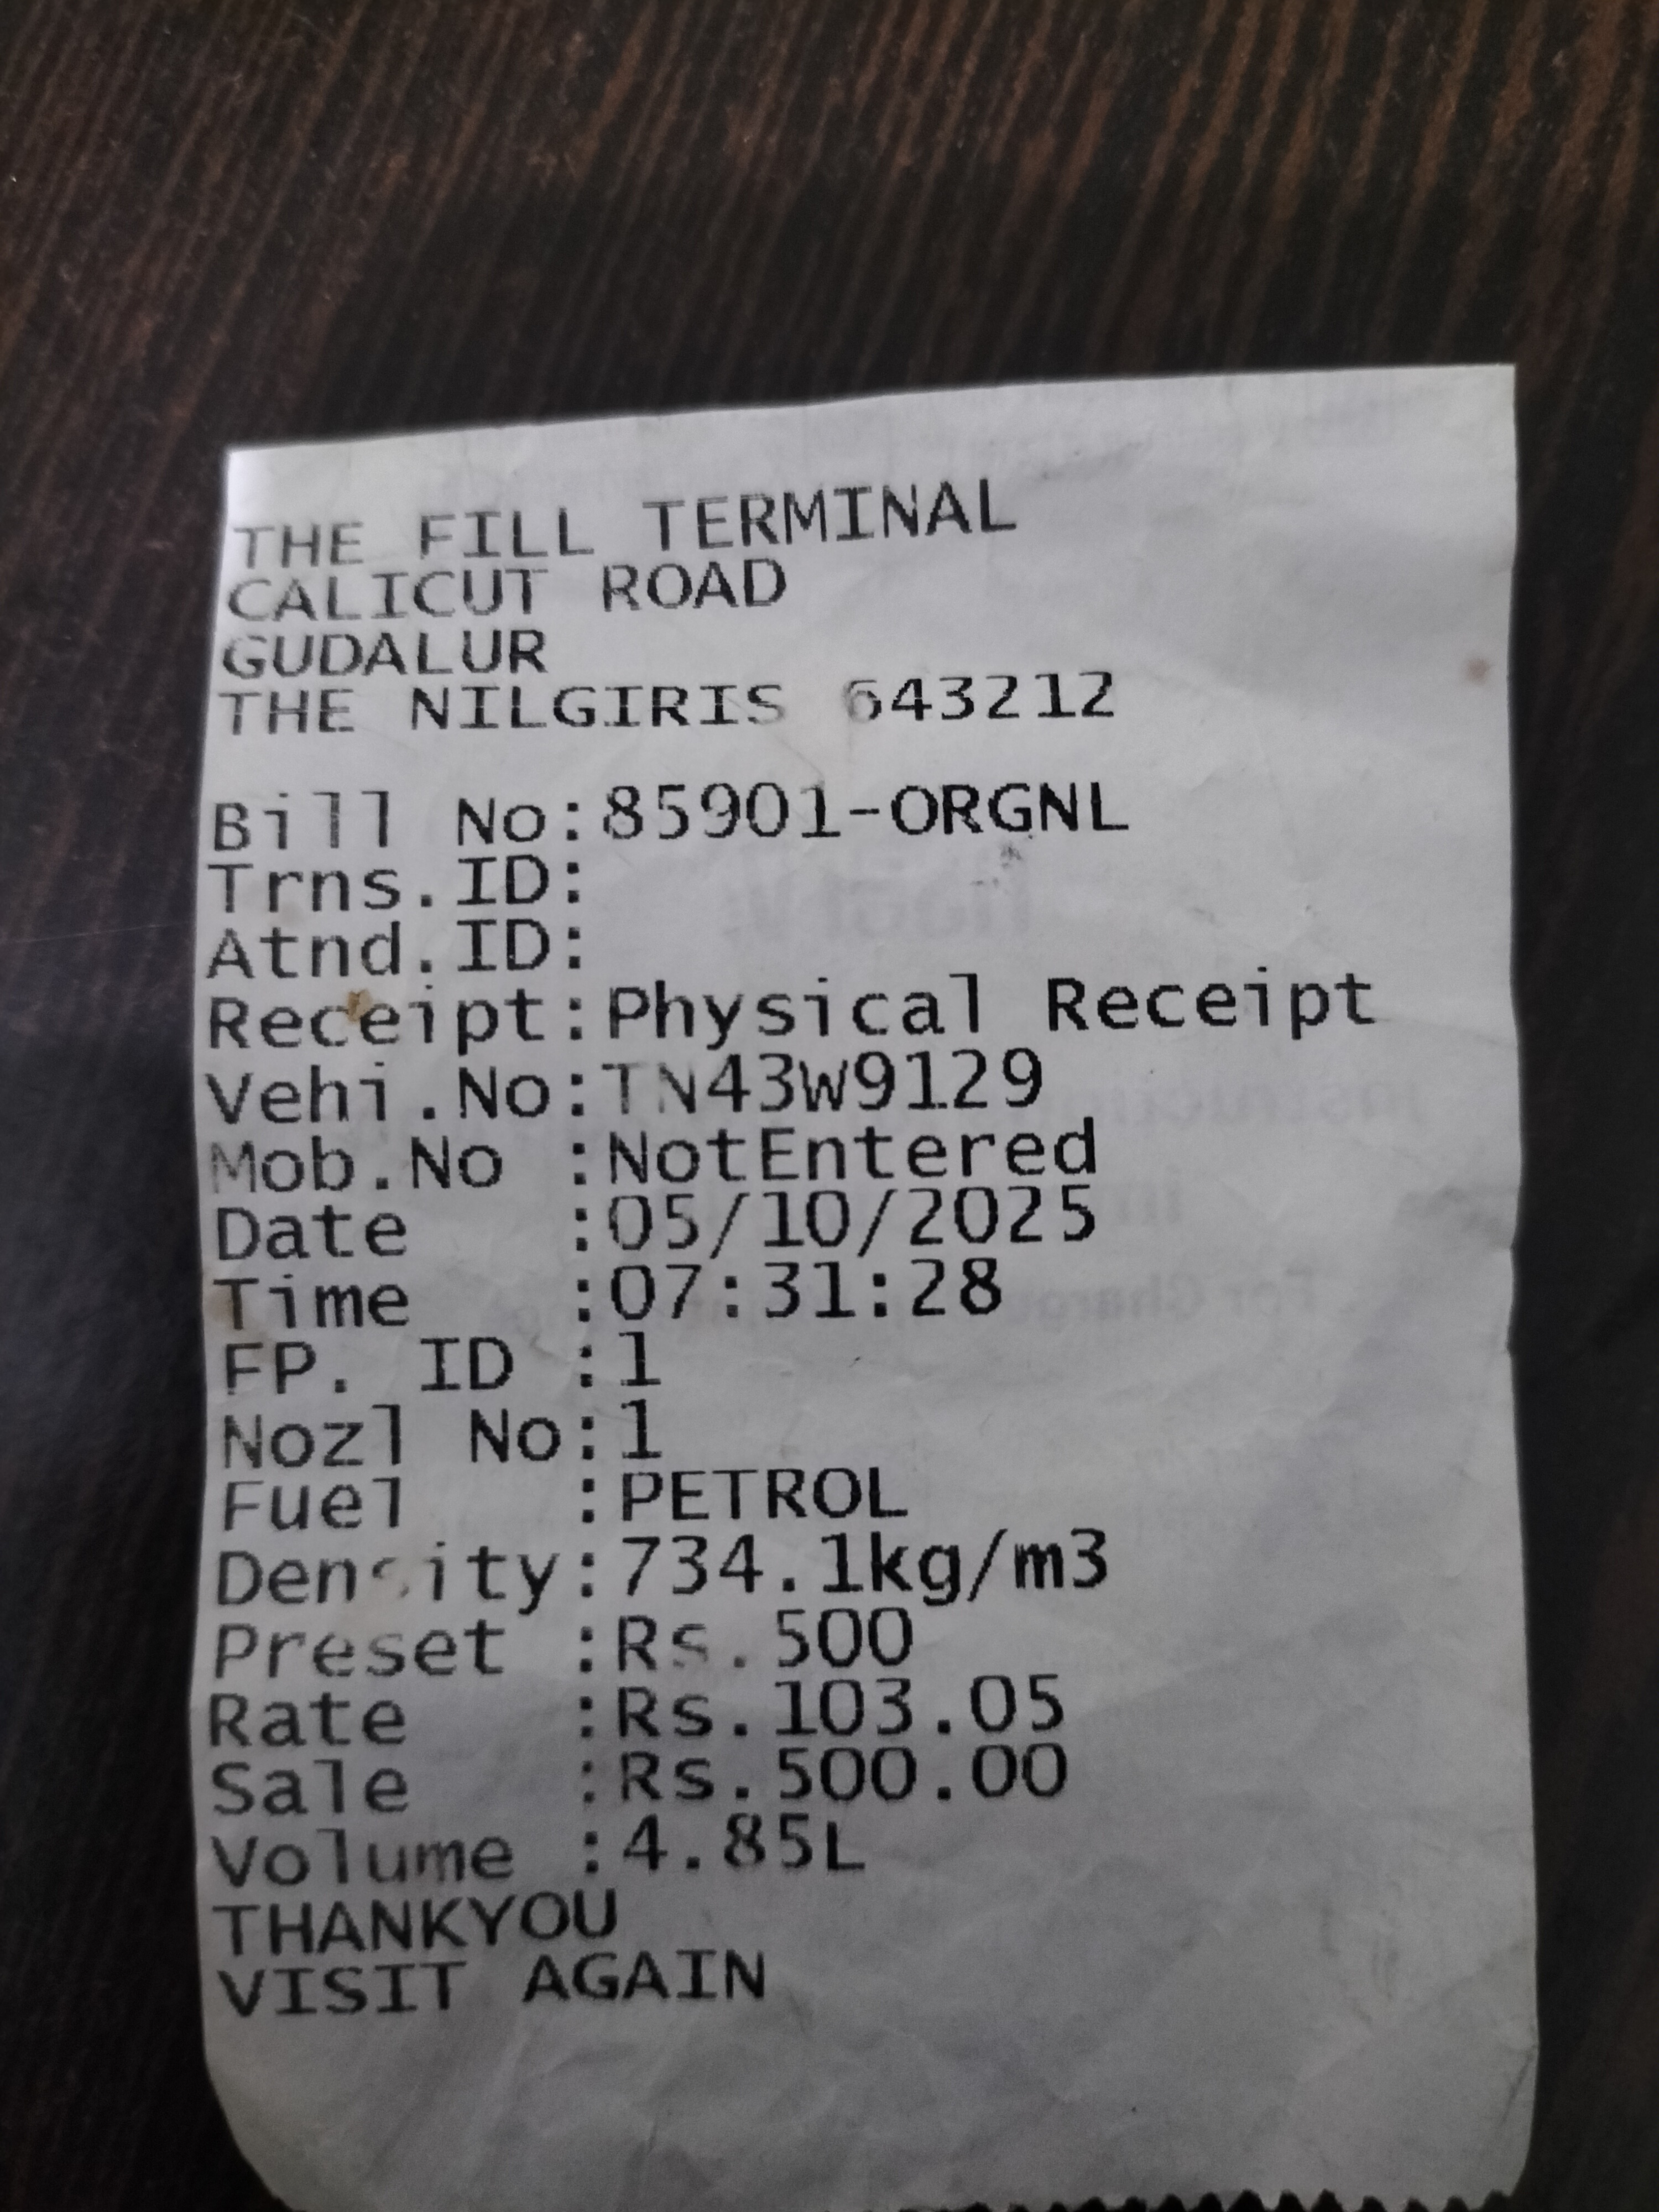 THE FILL TERMINAL
CALICUT ROAD
GUDALUR
THE NILGIRIS 643212
Bill No:85901-ORGNL
Trns.ID:
Atnd.ID:
Receipt:Physical Receipt
Vehi.No:TN43W9129
Mob.No :NotEntered
Date :05/10/2025
Time :07:31:28
FP. ID :1
Nozl No:1
Fuel :PETROL
Density:734.1kg/m3
Preset :Rs.500
Rate :Rs.103.05
Sale :Rs.500.00
Volume :4.85L
THANKYOU
VISIT AGAIN